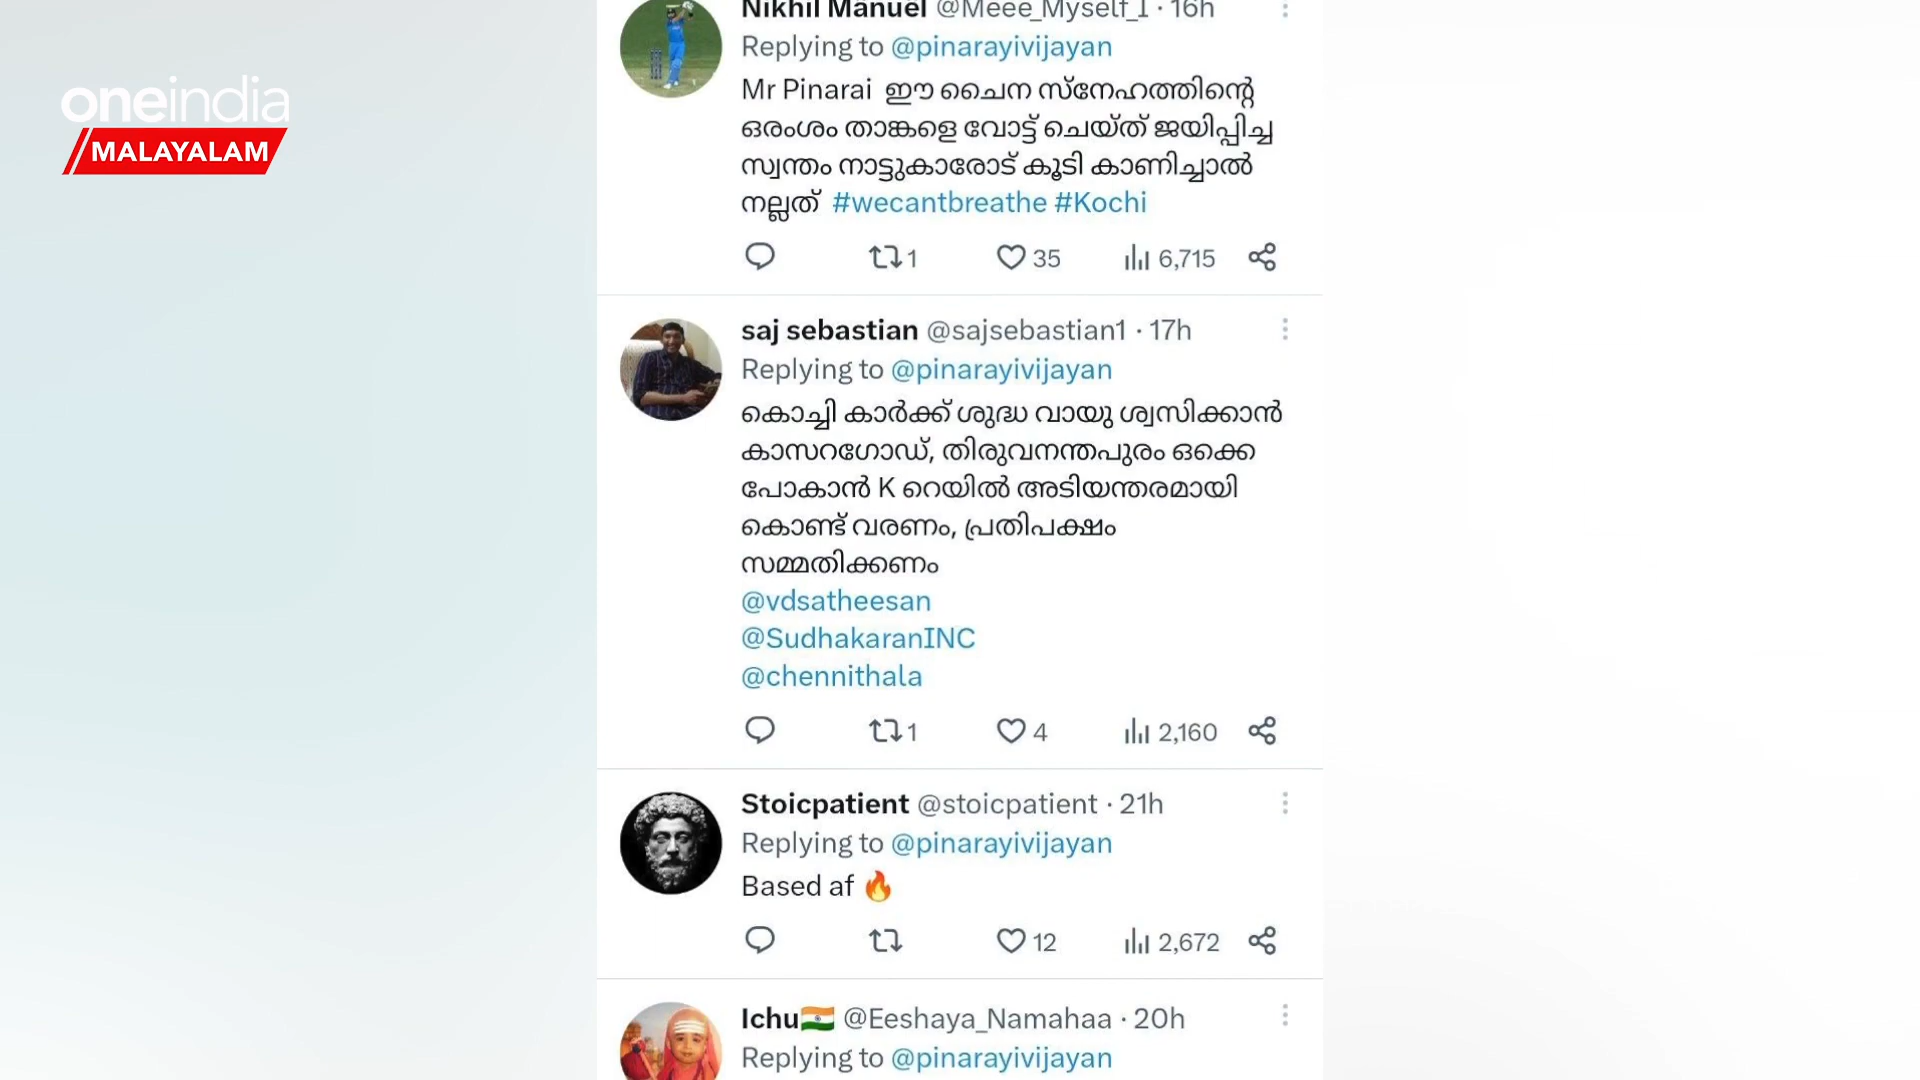 oneindia
MALAYALAM
Nikhil Manuel @Meee_Myself_I · 16h
Replying to @pinarayivijayan
Mr Pinarai ഈ ചൈന സ്നേഹത്തിന്റെ
ഒരംശം താങ്കളെ വോട്ട് ചെയ്ത് ജയിപ്പിച്ച
സ്വന്തം നാട്ടുകാരോട് കൂടി കാണിച്ചാൽ
നല്ലത് #wecantbreathe #Kochi
1 35 6,715
saj sebastian @sajsebastian1 · 17h
Replying to @pinarayivijayan
കൊച്ചി കാർക്ക് ശുദ്ധ വായു ശ്വസിക്കാൻ
കാസറഗോഡ്, തിരുവനന്തപുരം ഒക്കെ
പോകാൻ K റെയിൽ അടിയന്തരമായി
കൊണ്ട് വരണം, പ്രതിപക്ഷം
സമ്മതിക്കണം
@vdsatheesan
@SudhakaranINC
@chennithala
1 4 2,160
Stoicpatient @stoicpatient · 21h
Replying to @pinarayivijayan
Based af 🔥
12 2,672
Ichu🇮🇳 @Eeshaya_Namahaa · 20h
Replying to @pinarayivijayan